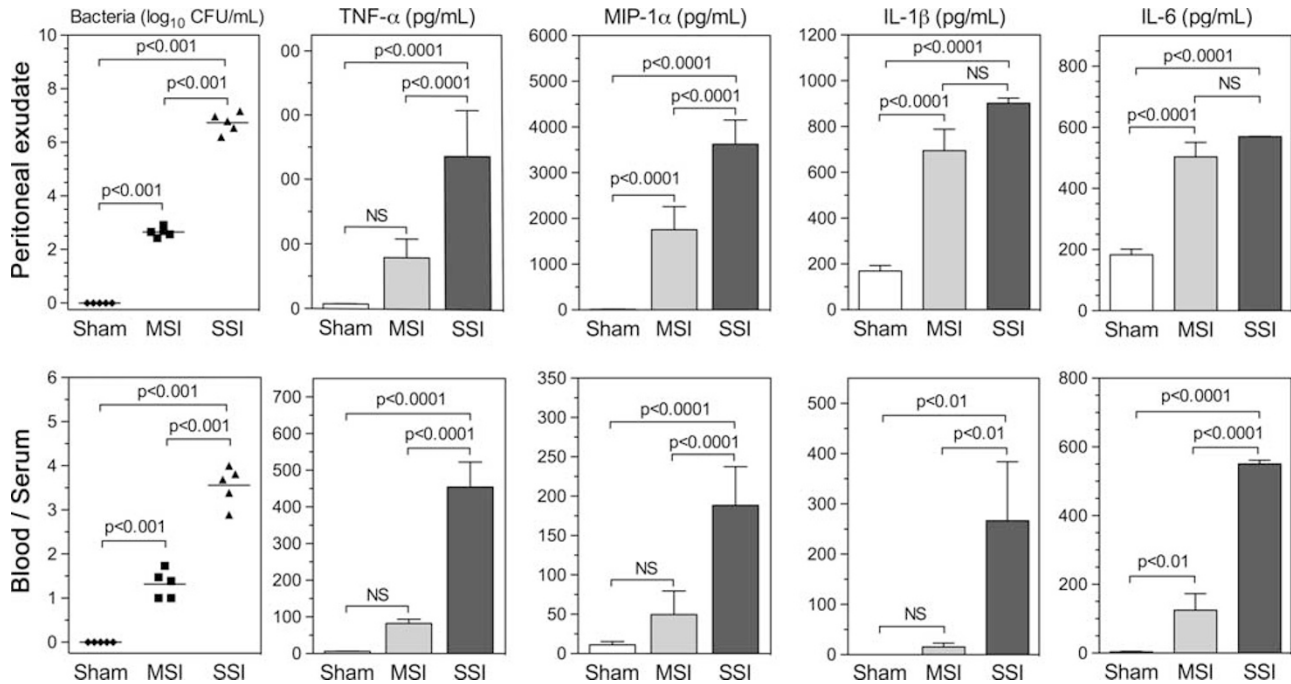 Bacteria (log10 CFU/mL)
TNF-α (pg/mL)
MIP-1α (pg/mL)
IL-1β (pg/mL)
IL-6 (pg/mL)
Peritoneal exudate
10
8
6
4
2
0
p<0.001
p<0.001
p<0.001
Sham MSI SSI
00
00
00
00
0
p<0.0001
p<0.0001
NS
Sham MSI SSI
6000
5000
4000
3000
2000
1000
0
p<0.0001
p<0.0001
p<0.0001
Sham MSI SSI
1200
1000
800
600
400
200
0
p<0.0001
NS
p<0.0001
Sham MSI SSI
800
600
400
200
0
p<0.0001
NS
p<0.0001
Sham MSI SSI
Blood / Serum
6
5
4
3
2
1
0
p<0.001
p<0.001
p<0.001
Sham MSI SSI
700
600
500
400
300
200
100
0
p<0.0001
p<0.0001
NS
Sham MSI SSI
350
300
250
200
150
100
50
0
p<0.0001
p<0.0001
NS
Sham MSI SSI
500
400
300
200
100
0
p<0.01
p<0.01
NS
Sham MSI SSI
800
600
400
200
0
p<0.0001
p<0.0001
p<0.01
Sham MSI SSI